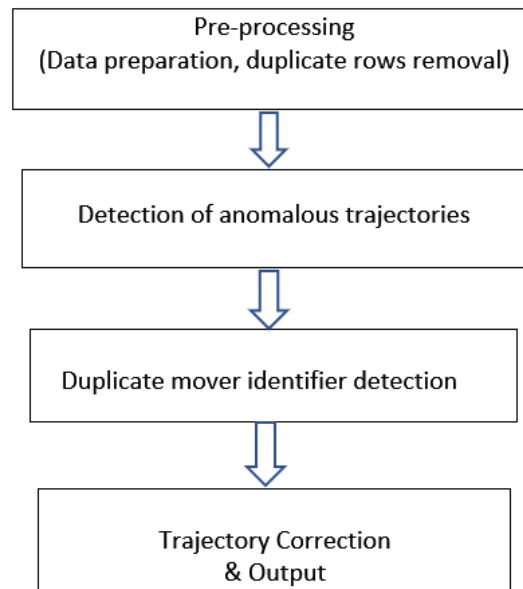 Pre-processing
(Data preparation, duplicate rows removal)
Detection of anomalous trajectories
Duplicate mover identifier detection
Trajectory Correction
& Output